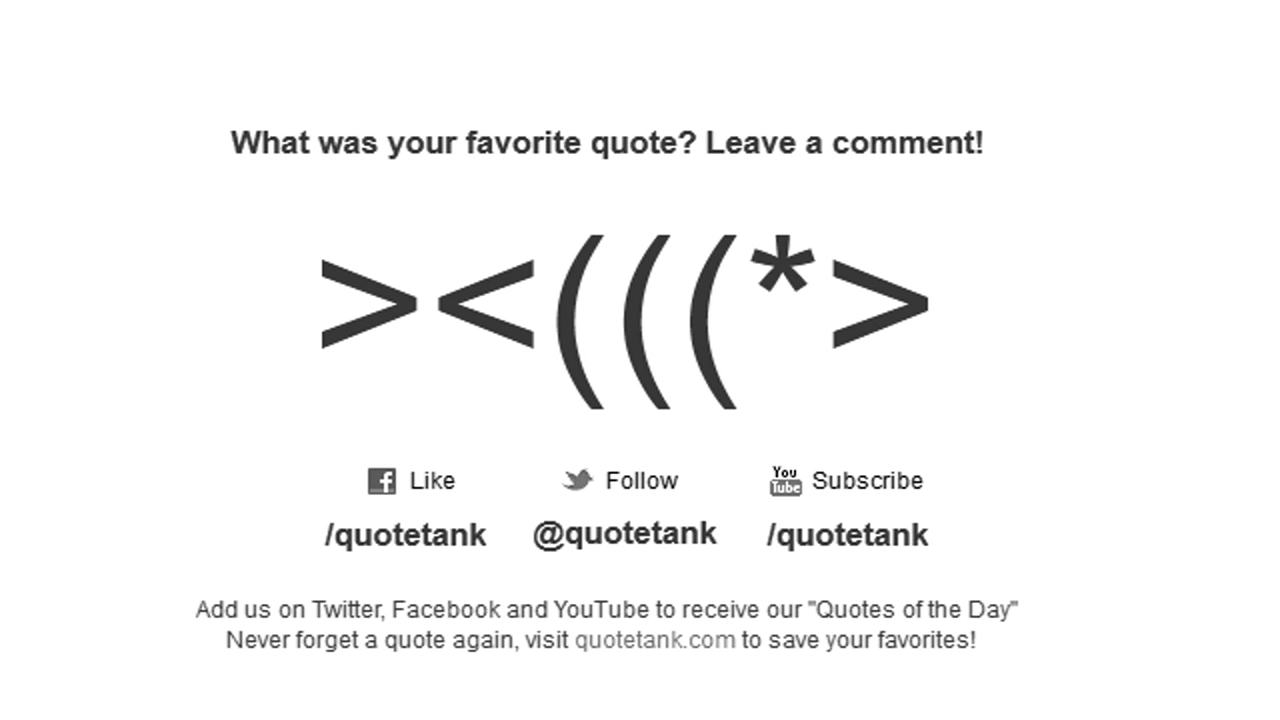 What was your favorite quote? Leave a comment!
><(((*>
f Like Follow You Tube Subscribe
/quotetank @quotetank /quotetank
Add us on Twitter, Facebook and YouTube to receive our "Quotes of the Day"
Never forget a quote again, visit quotetank.com to save your favorites!